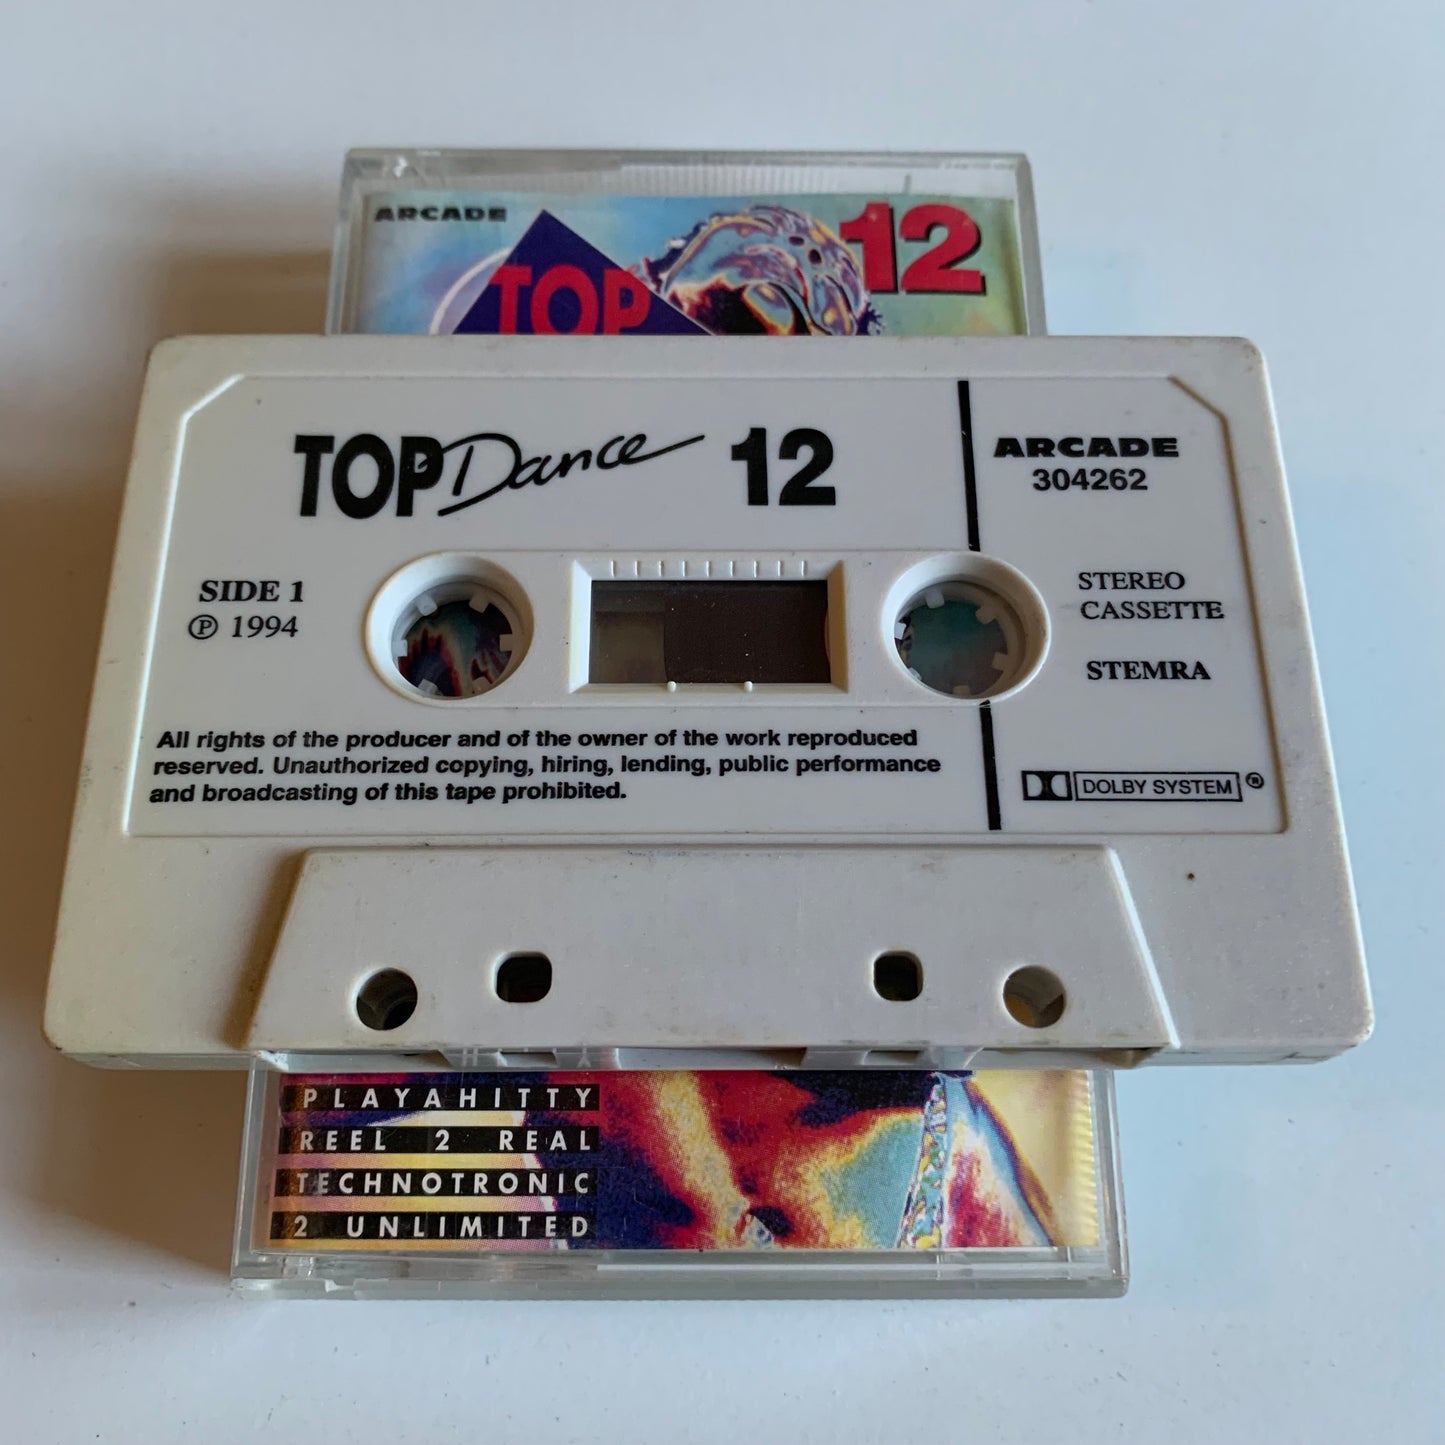 ARCADE
12
TOP
TOP Dance 12
ARCADE
304262
SIDE 1
℗ 1994
STEREO
CASSETTE
STEMRA
All rights of the producer and of the owner of the work reproduced
reserved. Unauthorized copying, hiring, lending, public performance
and broadcasting of this tape prohibited.
DOLBY SYSTEM ®
PLAYAHITTY
REEL 2 REAL
TECHNOTRONIC
2 UNLIMITED